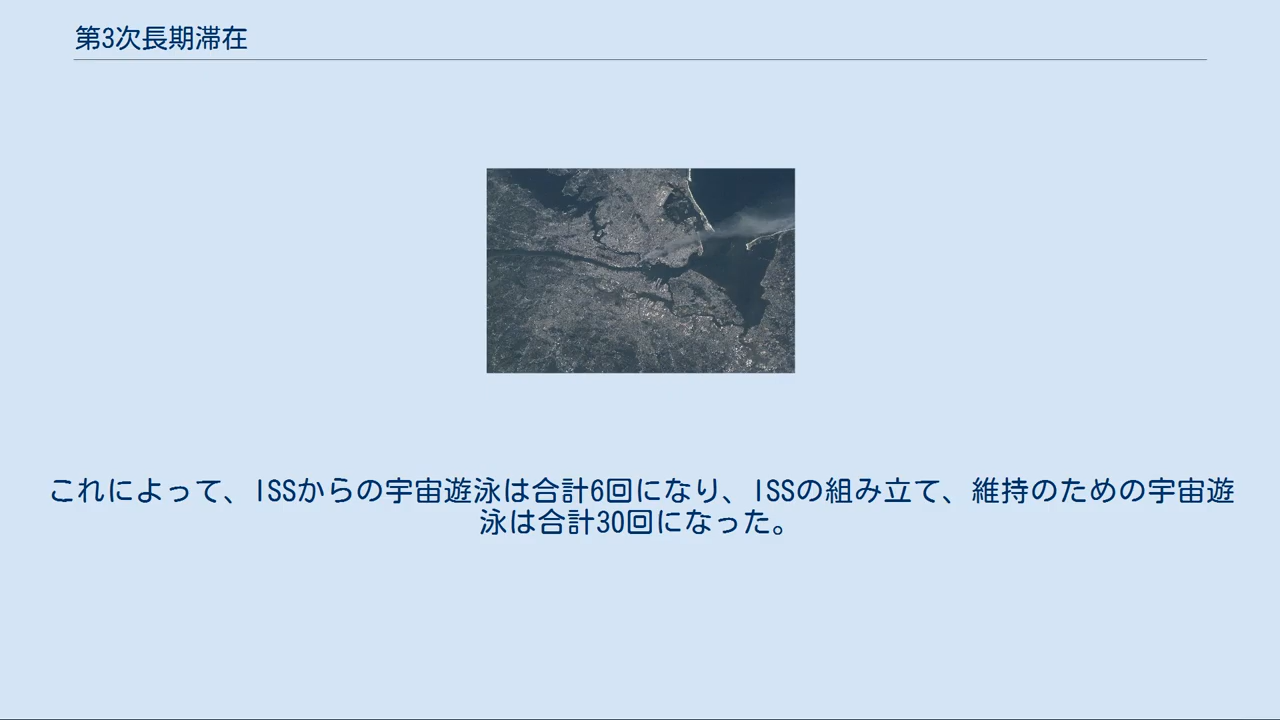 第3次長期滞在
これによって、ISSからの宇宙遊泳は合計6回になり、ISSの組み立て、維持のための宇宙遊
泳は合計30回になった。